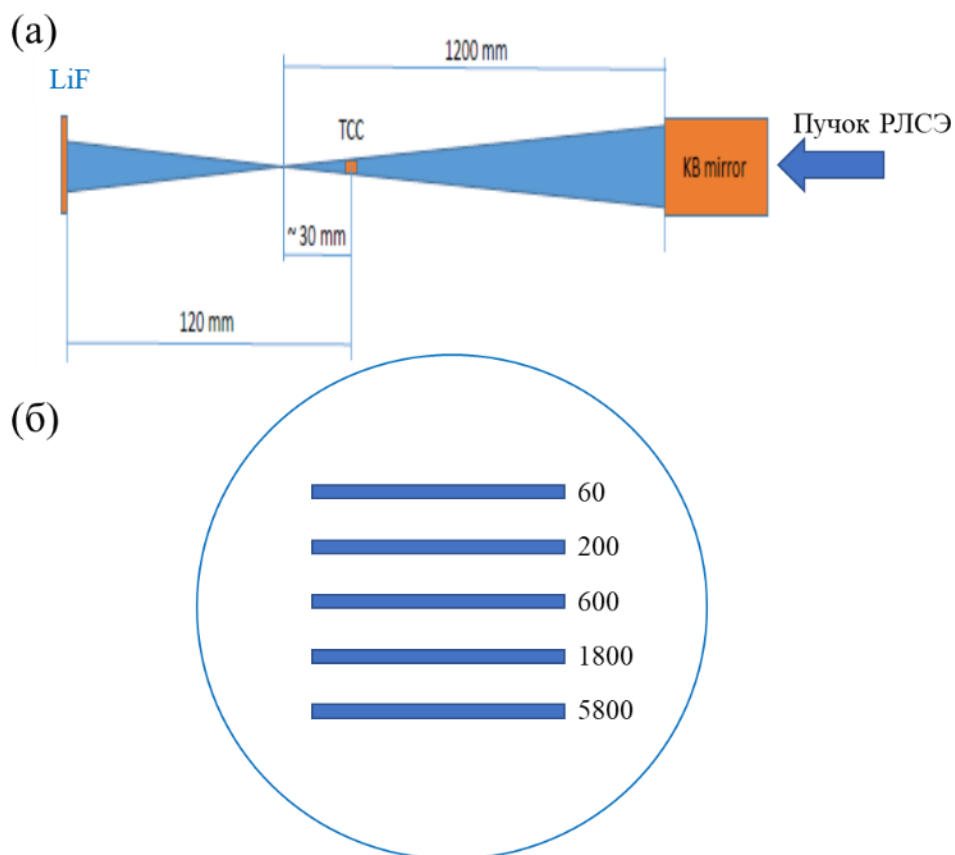 (а)
1200 mm
LiF
TCC
Пучок РЛСЭ
KB mirror
~ 30 mm
120 mm
(б)
60
200
600
1800
5800